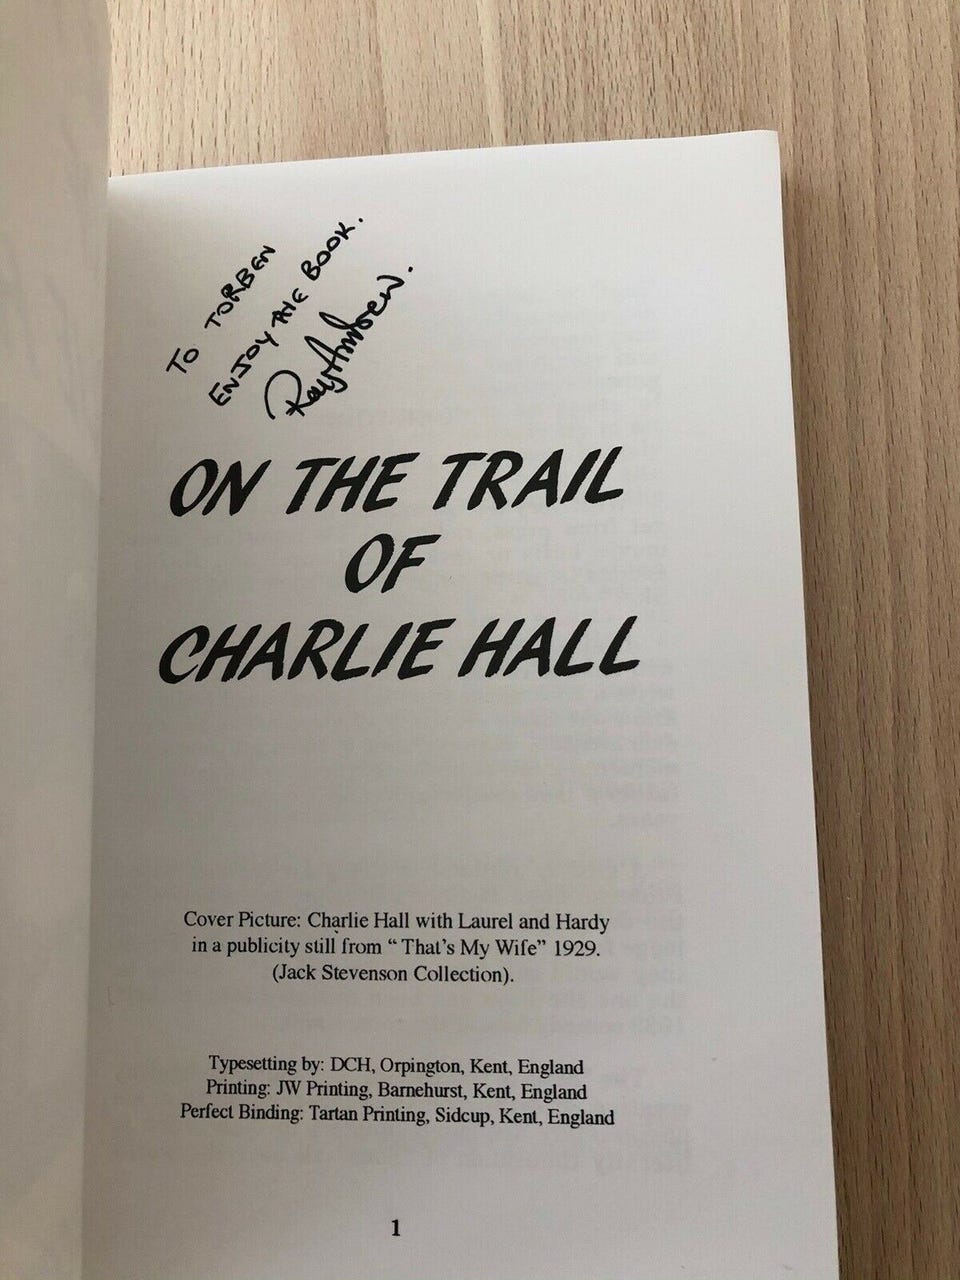 TO TORBEN
ENJOY THE BOOK.
Ray Andrew.
ON THE TRAIL
OF
CHARLIE HALL
Cover Picture: Charlie Hall with Laurel and Hardy
in a publicity still from “ That's My Wife” 1929.
(Jack Stevenson Collection).
Typesetting by: DCH, Orpington, Kent, England
Printing: JW Printing, Barnehurst, Kent, England
Perfect Binding: Tartan Printing, Sidcup, Kent, England
1